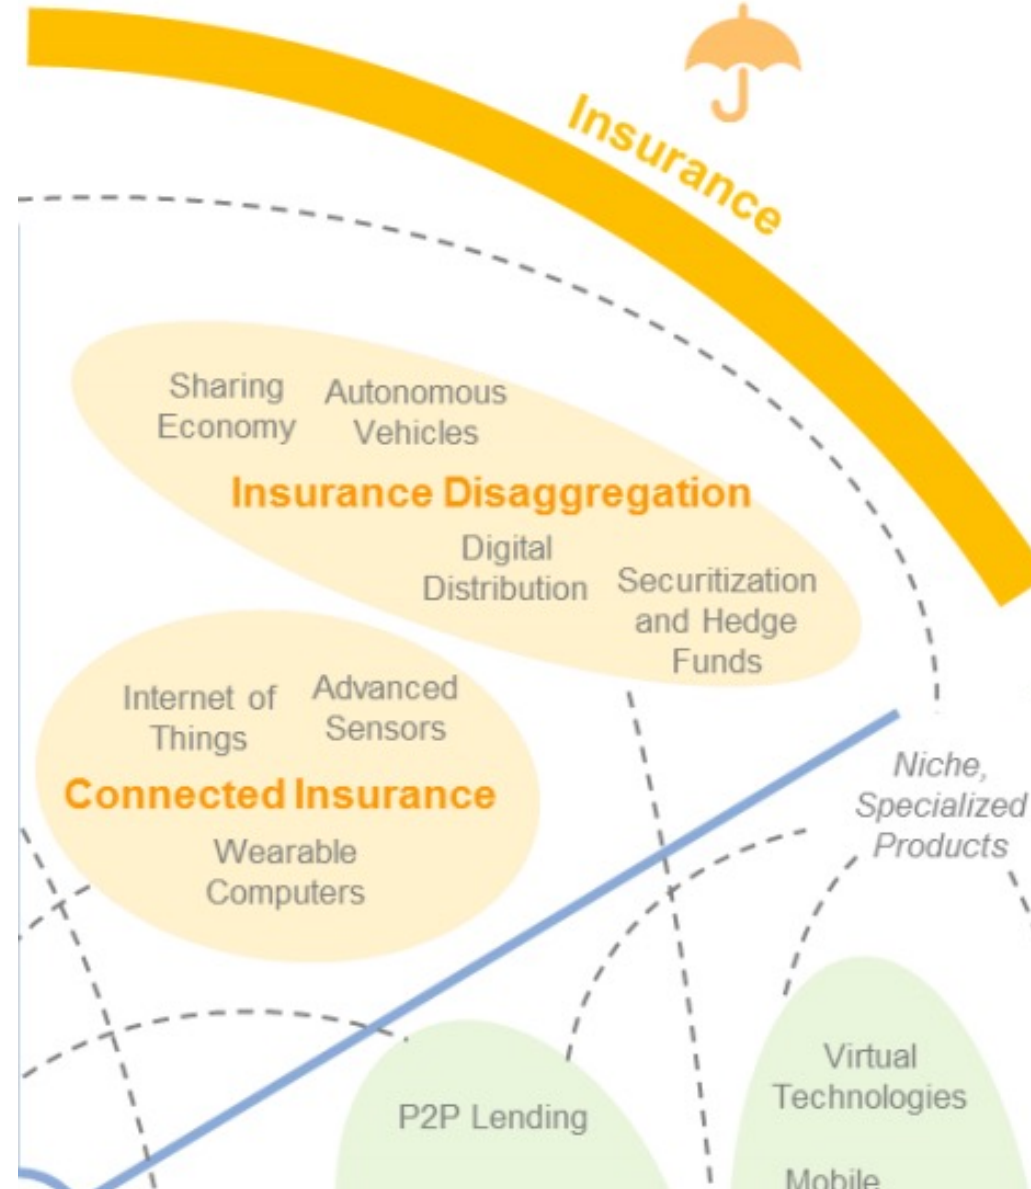 Insurance
Sharing
Economy
Autonomous
Vehicles
Insurance Disaggregation
Digital
Distribution
Securitization
and Hedge
Funds
Internet of
Things
Advanced
Sensors
Connected Insurance
Wearable
Computers
Niche,
Specialized
Products
P2P Lending
Virtual
Technologies
Mobile